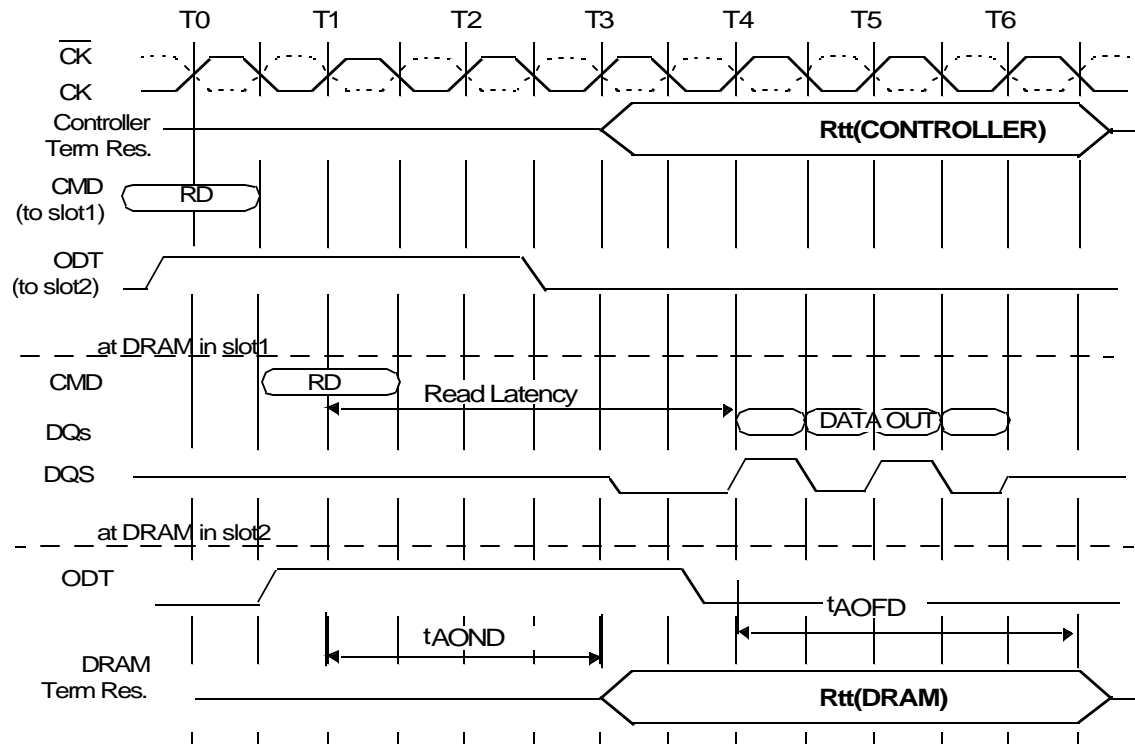 T0 T1 T2 T3 T4 T5 T6
CK
CK
Controller
Term Res.
Rtt(CONTROLLER)
CMD
(to slot1)
RD
ODT
(to slot2)
at DRAM in slot1
CMD
RD
Read Latency
DQs
DATA OUT
DQS
at DRAM in slot2
ODT
tAOND
tAOFD
DRAM
Term Res.
Rtt(DRAM)